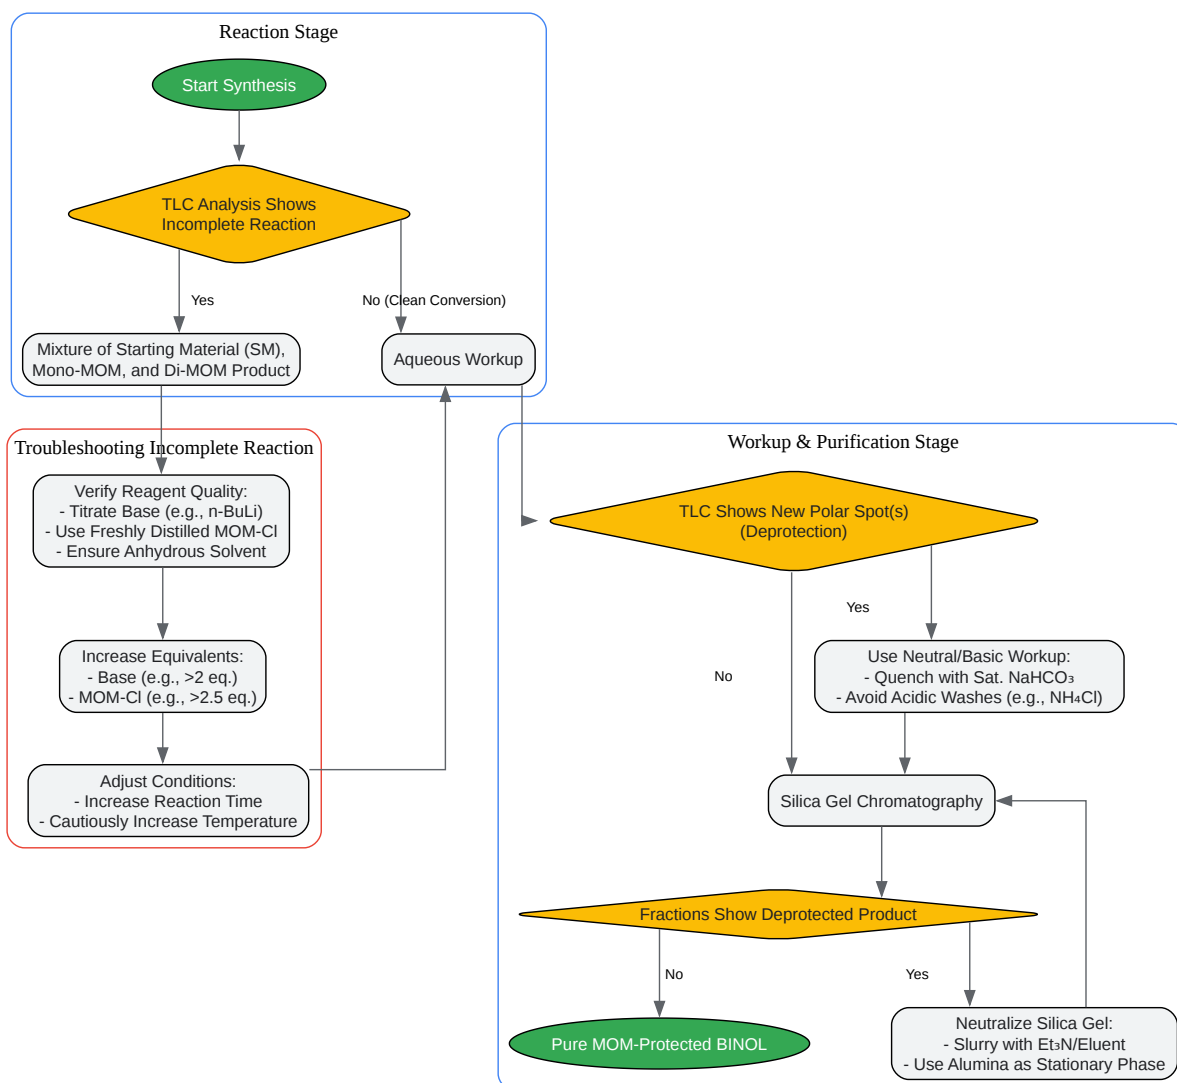 Reaction Stage
Start Synthesis
TLC Analysis Shows
Incomplete Reaction
Yes
No (Clean Conversion)
Mixture of Starting Material (SM),
Mono-MOM, and Di-MOM Product
Aqueous Workup
Troubleshooting Incomplete Reaction
Verify Reagent Quality:
- Titrate Base (e.g., n-BuLi)
- Use Freshly Distilled MOM-Cl
- Ensure Anhydrous Solvent
Increase Equivalents:
- Base (e.g., >2 eq.)
- MOM-Cl (e.g., >2.5 eq.)
Adjust Conditions:
- Increase Reaction Time
- Cautiously Increase Temperature
Workup & Purification Stage
TLC Shows New Polar Spot(s)
(Deprotection)
Yes
No
Use Neutral/Basic Workup:
- Quench with Sat. NaHCO₃
- Avoid Acidic Washes (e.g., NH₄Cl)
Silica Gel Chromatography
Fractions Show Deprotected Product
No
Yes
Pure MOM-Protected BINOL
Neutralize Silica Gel:
- Slurry with Et₃N/Eluent
- Use Alumina as Stationary Phase